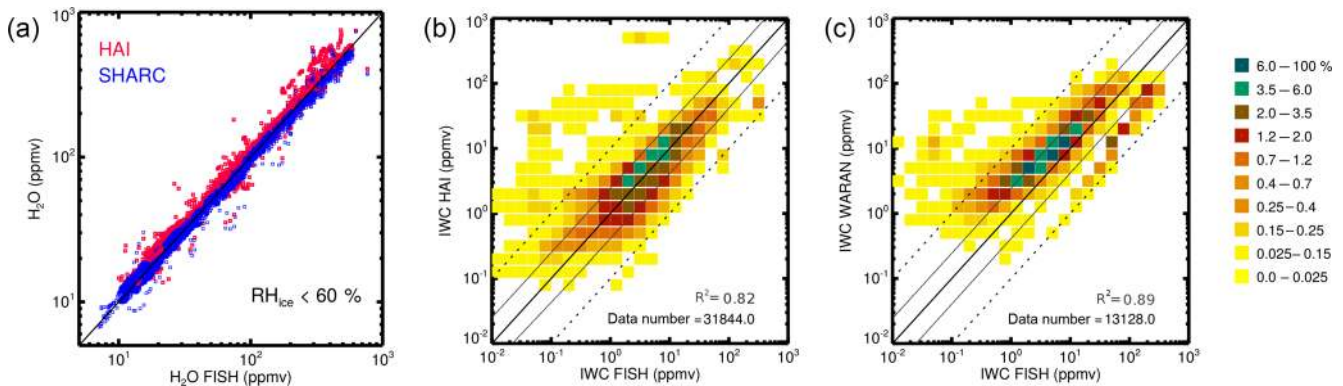 (a)
HAI
SHARC
RH_ice < 60 %
H₂O (ppmv)
10³
10²
10¹
10¹
10²
10³
H₂O FISH (ppmv)
(b)
IWC HAI (ppmv)
10³
10²
10¹
10⁰
10⁻¹
10⁻²
R²= 0.82
Data number =31844.0
10⁻²
10⁻¹
10⁰
10¹
10²
10³
IWC FISH (ppmv)
(c)
IWC WARAN (ppmv)
10³
10²
10¹
10⁰
10⁻¹
10⁻²
R²= 0.89
Data number =13128.0
10⁻²
10⁻¹
10⁰
10¹
10²
10³
IWC FISH (ppmv)
6.0 – 100 %
3.5 – 6.0
2.0 – 3.5
1.2 – 2.0
0.7 – 1.2
0.4 – 0.7
0.25 – 0.4
0.15 – 0.25
0.025 – 0.15
0.0 – 0.025